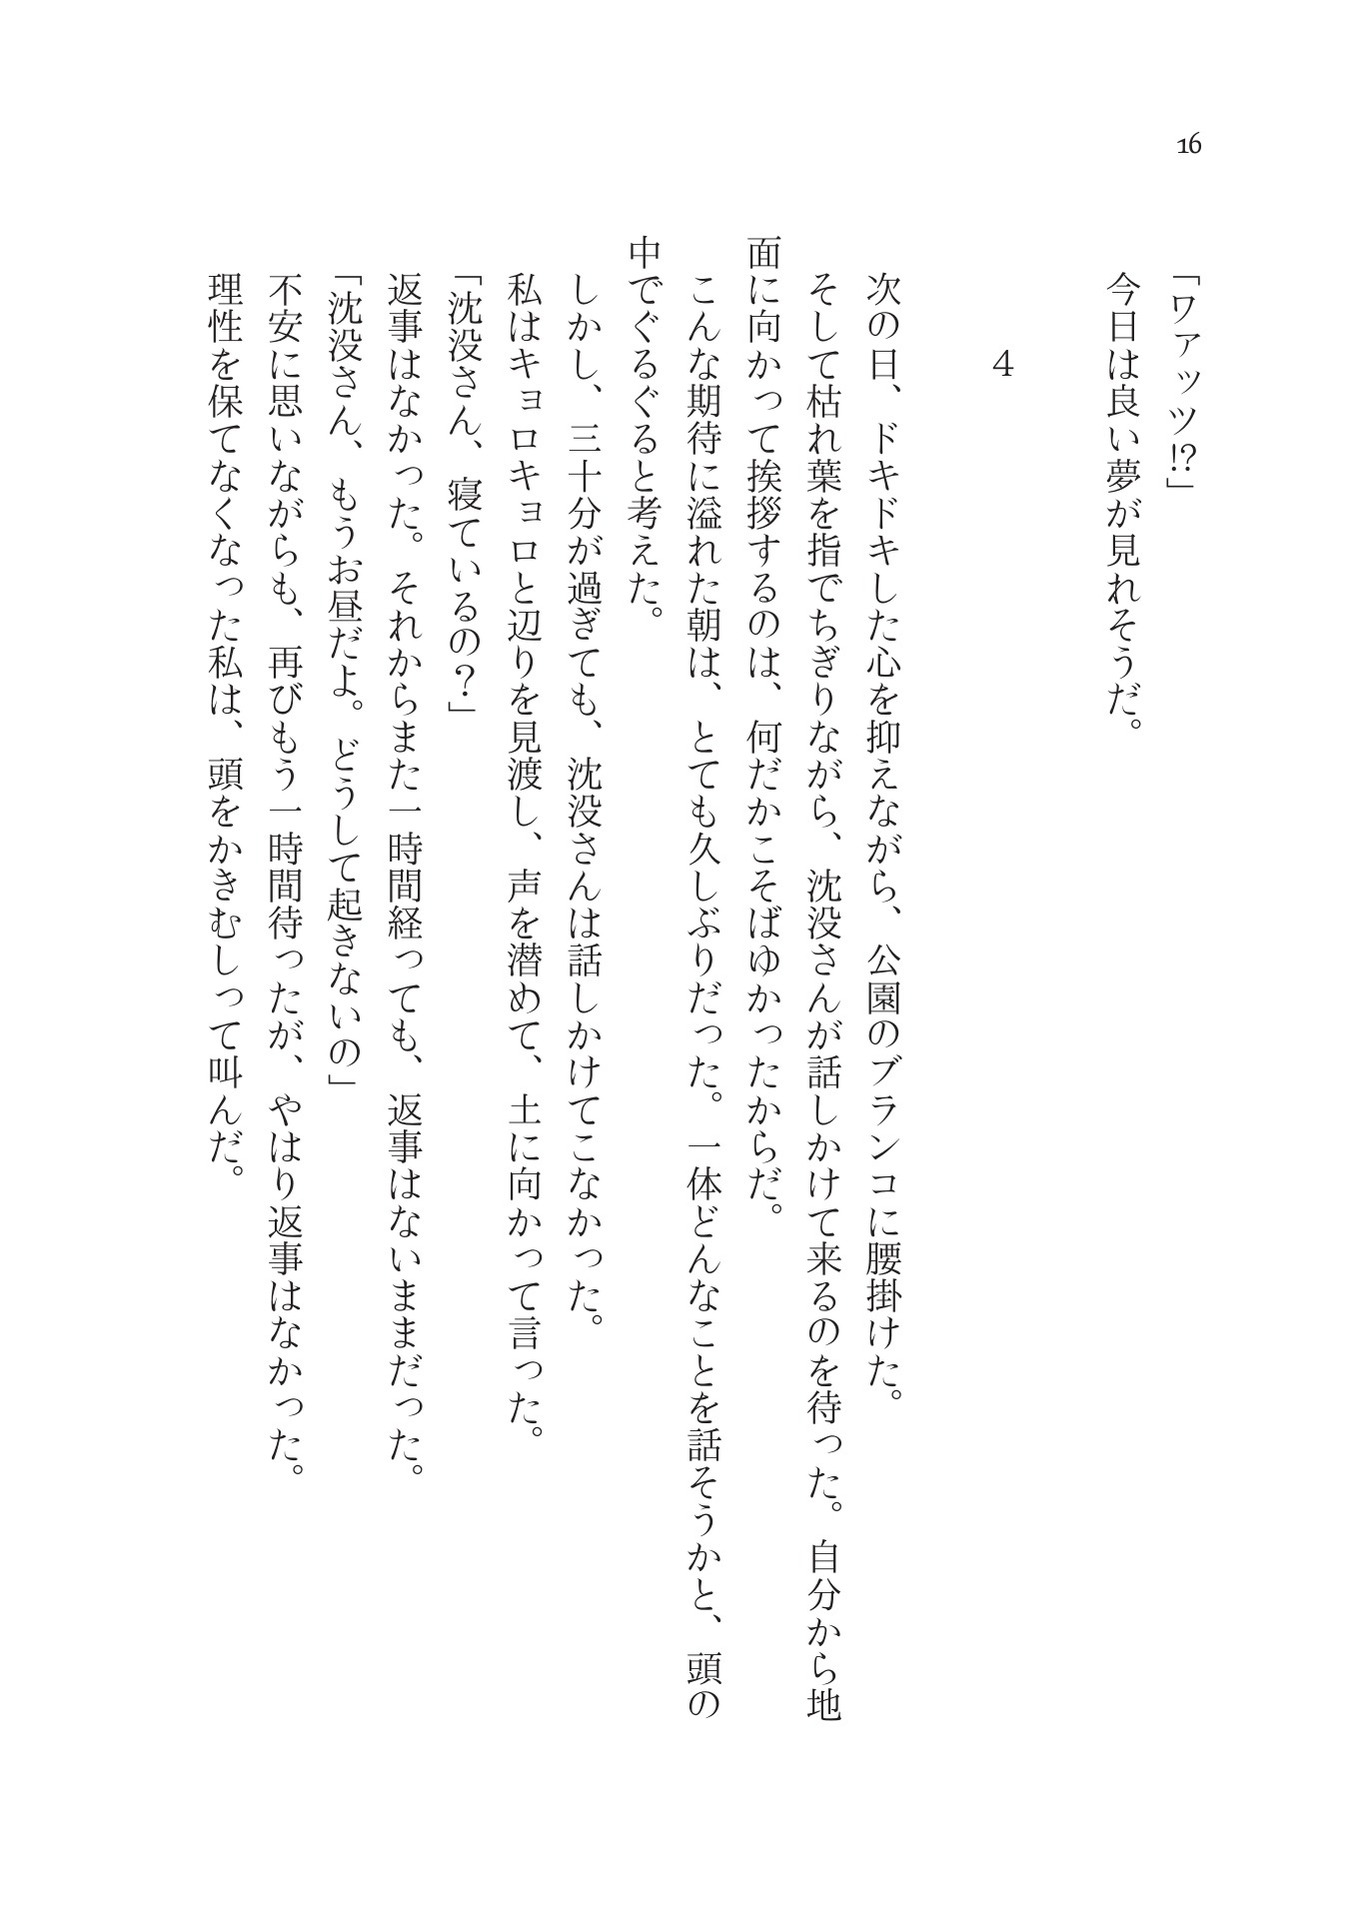 16
「ワァッツ⁉」
今日は良い夢が見れそうだ。
４
次の日、ドキドキした心を抑えながら、公園のブランコに腰掛けた。
そして枯れ葉を指でちぎりながら、沈没さんが話しかけて来るのを待った。自分から地
面に向かって挨拶するのは、何だかこそばゆかったからだ。
こんな期待に溢れた朝は、とても久しぶりだった。一体どんなことを話そうかと、頭の
中でぐるぐると考えた。
しかし、三十分が過ぎても、沈没さんは話しかけてこなかった。
私はキョロキョロと辺りを見渡し、声を潜めて、土に向かって言った。
「沈没さん、寝ているの？」
返事はなかった。それからまた一時間経っても、返事はないままだった。
「沈没さん、もうお昼だよ。どうして起きないの」
不安に思いながらも、再びもう一時間待ったが、やはり返事はなかった。
理性を保てなくなった私は、頭をかきむしって叫んだ。